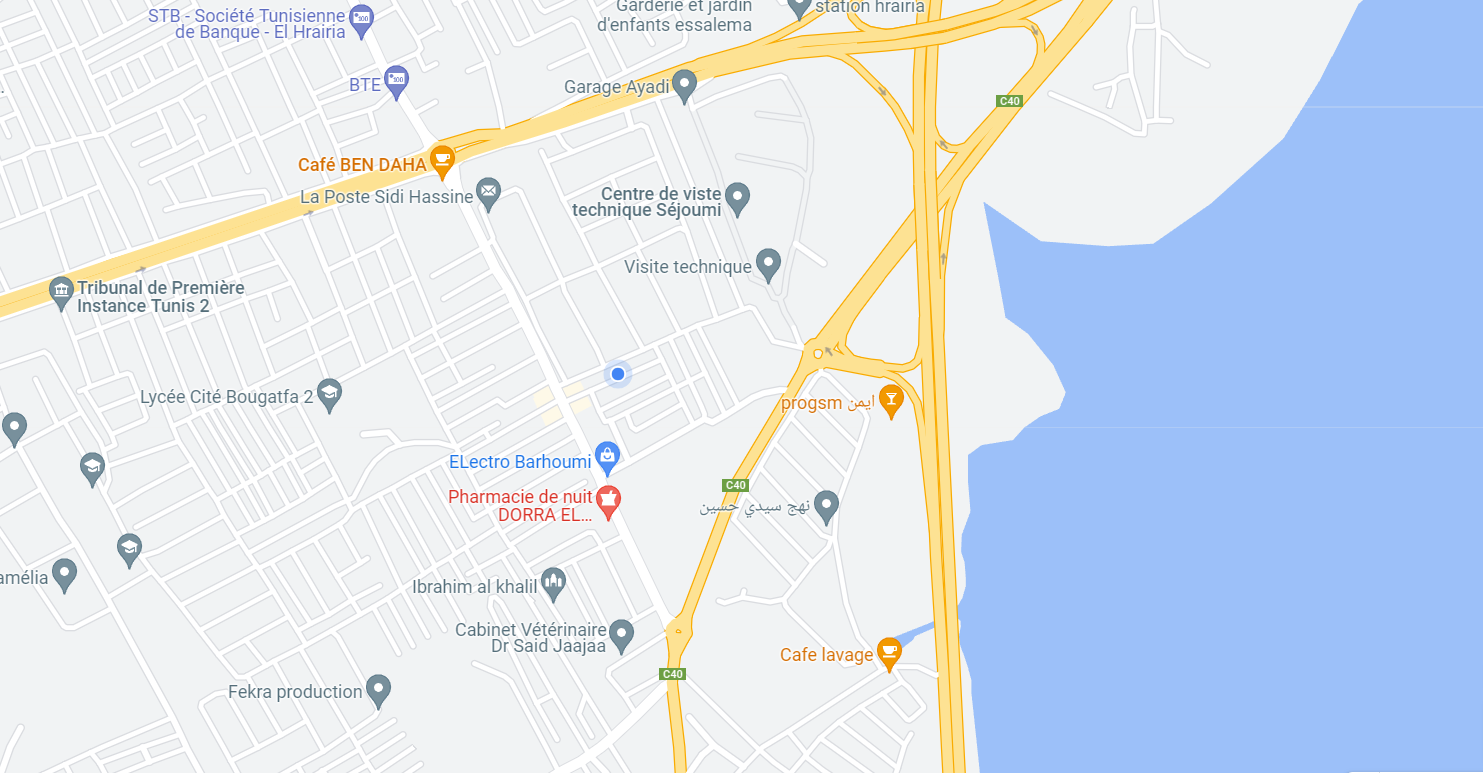 Garderie et jardin
d'enfants essalema
station hrairia
STB - Société Tunisienne
de Banque - El Hrairia
BTE
Garage Ayadi
C40
Café BEN DAHA
La Poste Sidi Hassine
Centre de viste
technique Séjoumi
Visite technique
Tribunal de Première
Instance Tunis 2
Lycée Cité Bougatfa 2
progsm ايمن
ELectro Barhoumi
C40
Pharmacie de nuit
DORRA EL...
نهج سيدي حسين
amélia
Ibrahim al khalil
Cabinet Vétérinaire
Dr Said Jaajaa
Cafe lavage
C40
Fekra production